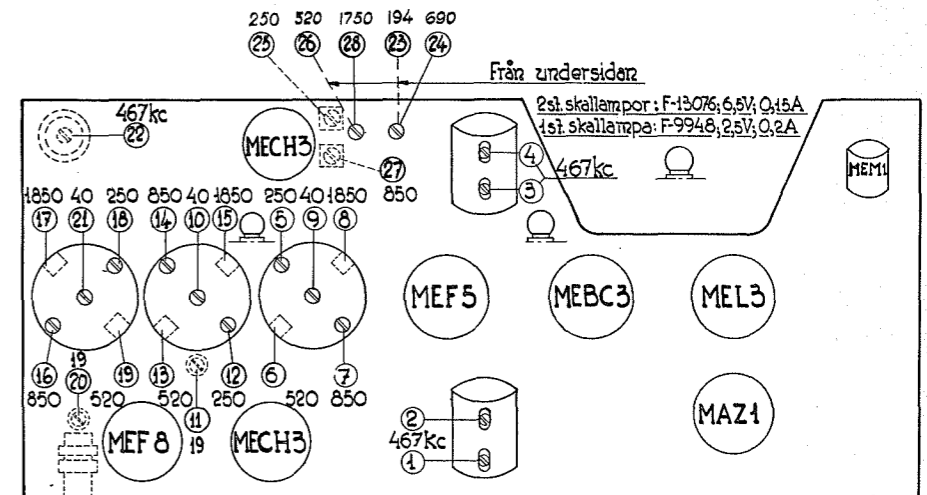 250 520 1750 194 690
25 26 28 23 24
Från undersidan
2st. skallampor: F-13076; 6,5V; 0,15A
1st. skallampa: F-9948; 2,5V; 0,2A
467kc
22
MECH3
27
850
4
467kc
3
MEM1
1850 40 250 850 40 1850 250 40 1850
17 21 18 14 10 15 5 9 8
MEF5
MEBC3
MEL3
16 19 19 13 12 6 7
20
850 520 520 250 520 850
11
19
MEF8
MECH3
2
467kc
1
MAZ1